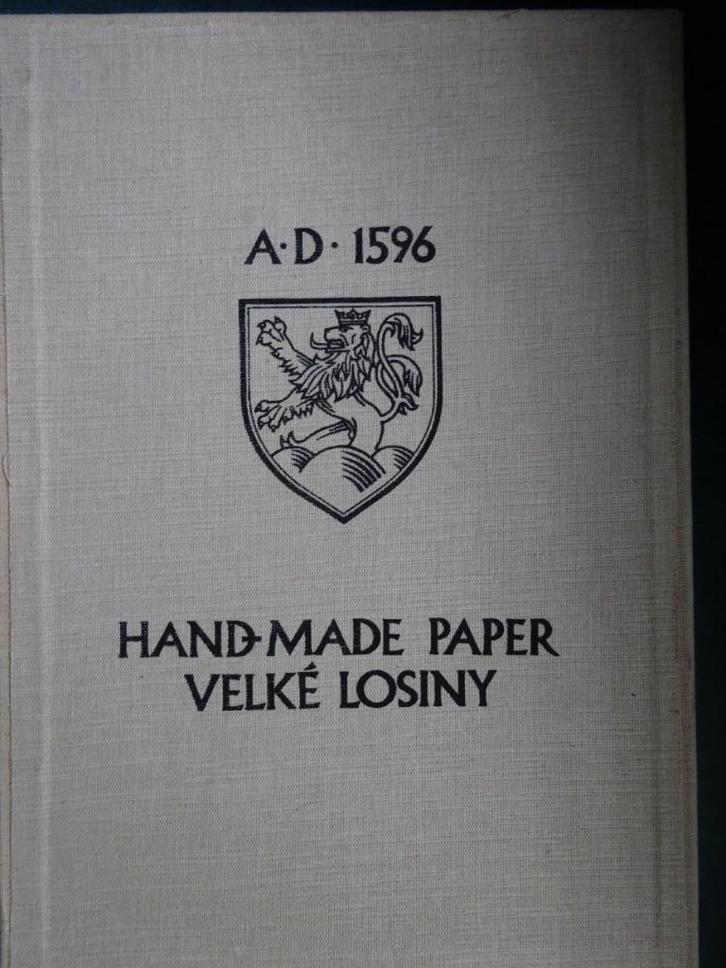 A·D· 1596
HAND-MADE PAPER
VELKÉ LOSINY